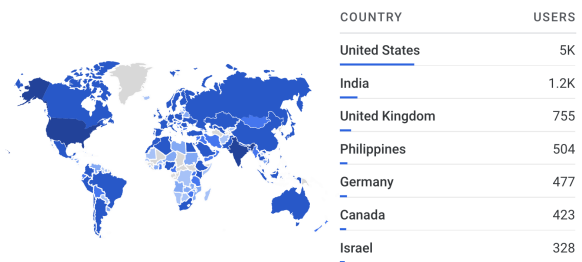 COUNTRY USERS
United States 5K
India 1.2K
United Kingdom 755
Philippines 504
Germany 477
Canada 423
Israel 328